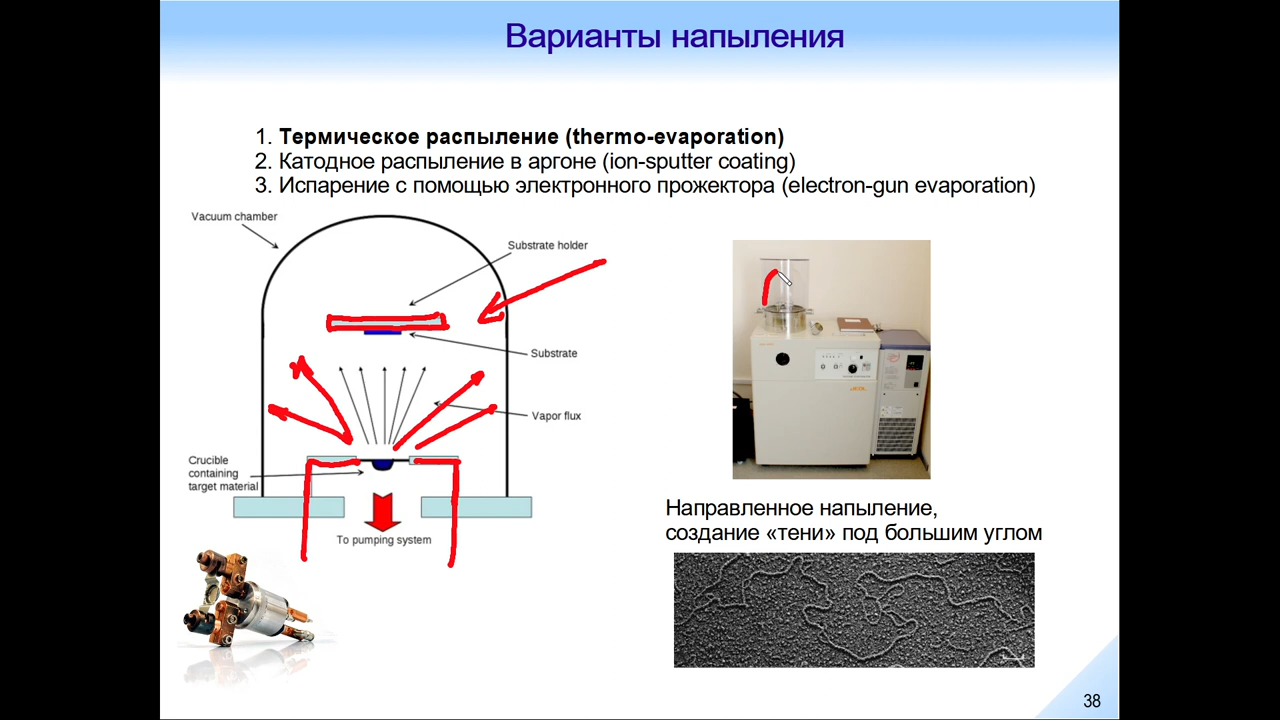 Варианты напыления
1. Термическое распыление (thermo-evaporation)
2. Катодное распыление в аргоне (ion-sputter coating)
3. Испарение с помощью электронного прожектора (electron-gun evaporation)
Vacuum chamber
Substrate holder
Substrate
Vapor flux
Crucible
containing
target material
To pumping system
Направленное напыление,
создание «тени» под большим углом
38